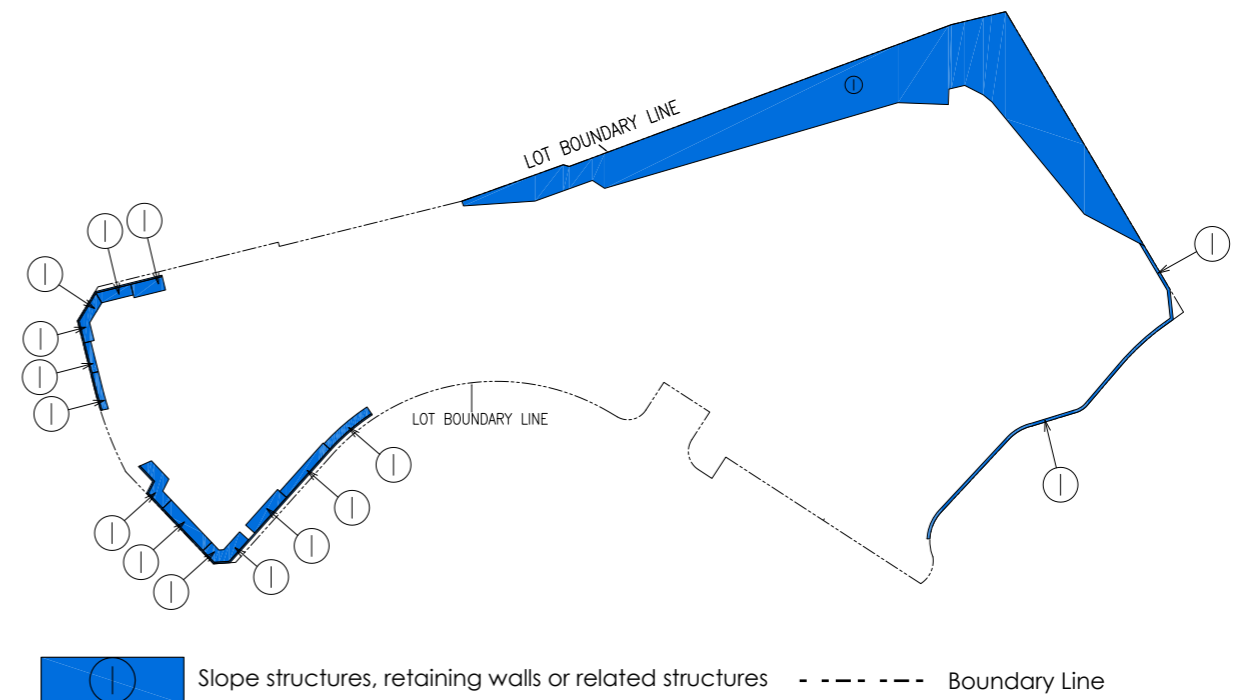 LOT BOUNDARY LINE
LOT BOUNDARY LINE
Slope structures, retaining walls or related structures
Boundary Line